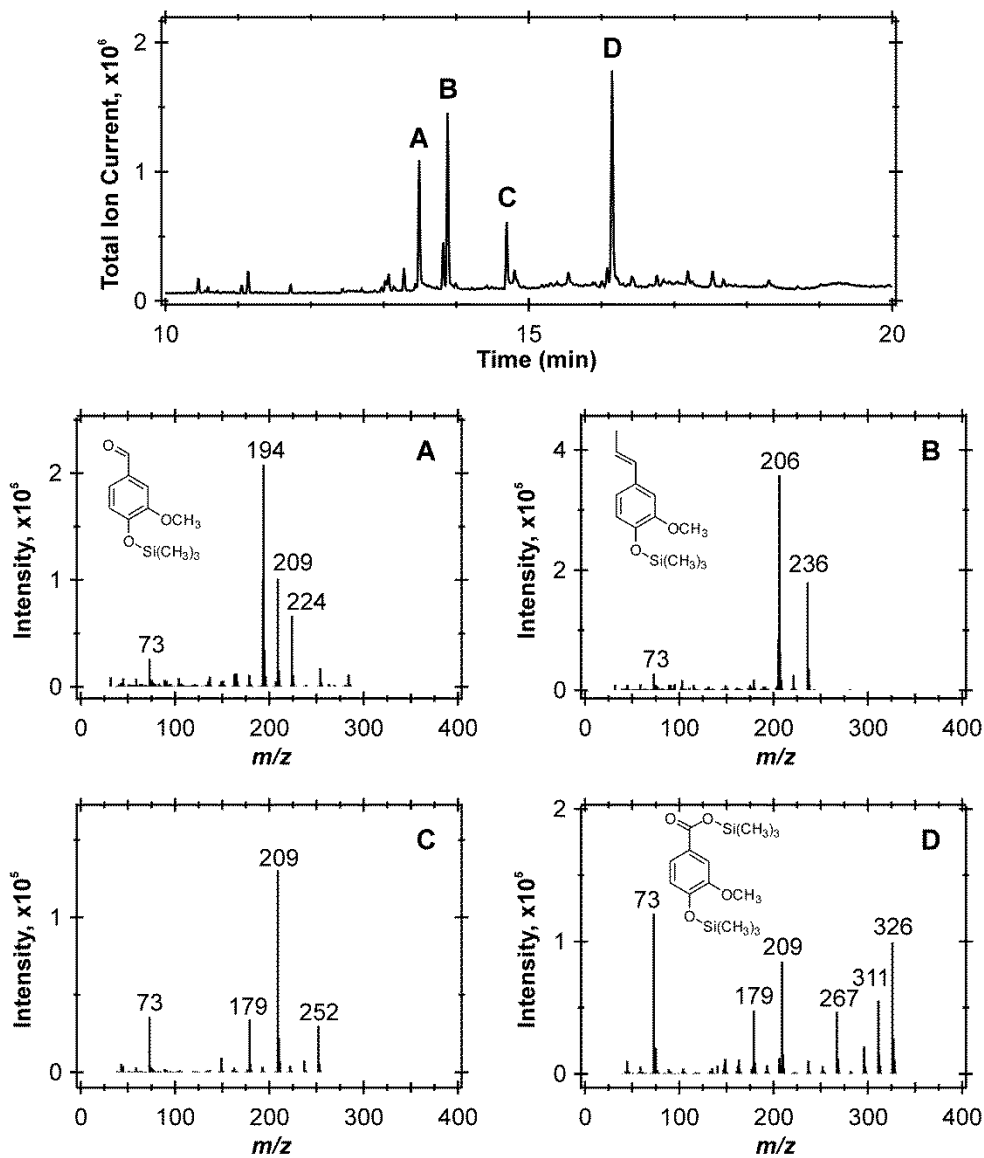 Total Ion Current, x10⁶
2
1
0
A
B
C
D
10
15
20
Time (min)
Intensity, x10⁵
2
1
0
A
194
209
224
73
O
OCH₃
O
Si(CH₃)₃
0
100
200
300
400
m/z
Intensity, x10⁵
4
2
0
B
206
236
73
OCH₃
O
Si(CH₃)₃
0
100
200
300
400
m/z
Intensity, x10⁵
1
0
C
209
73
179
252
0
100
200
300
400
m/z
Intensity, x10⁵
2
1
0
D
O
O
Si(CH₃)₃
OCH₃
O
Si(CH₃)₃
73
209
326
179
267
311
0
100
200
300
400
m/z